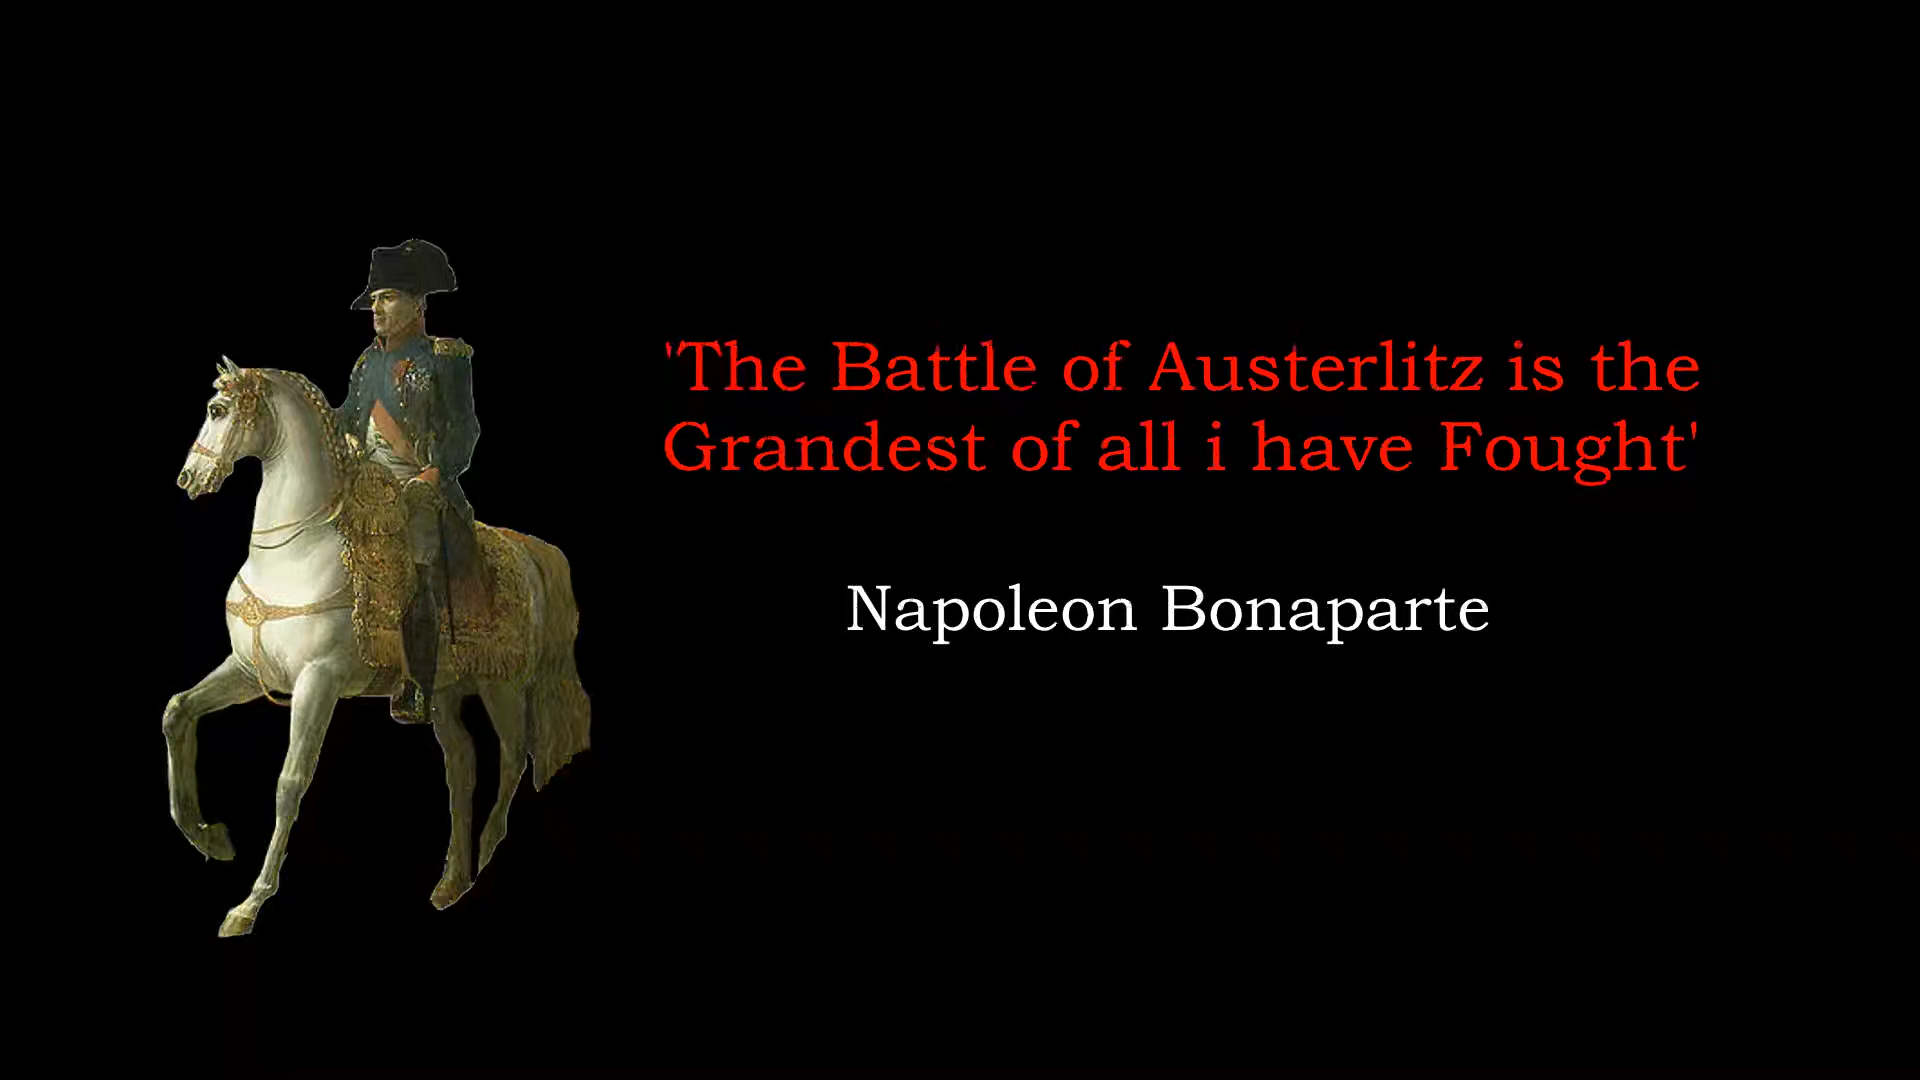 'The Battle of Austerlitz is the
Grandest of all i have Fought'
Napoleon Bonaparte